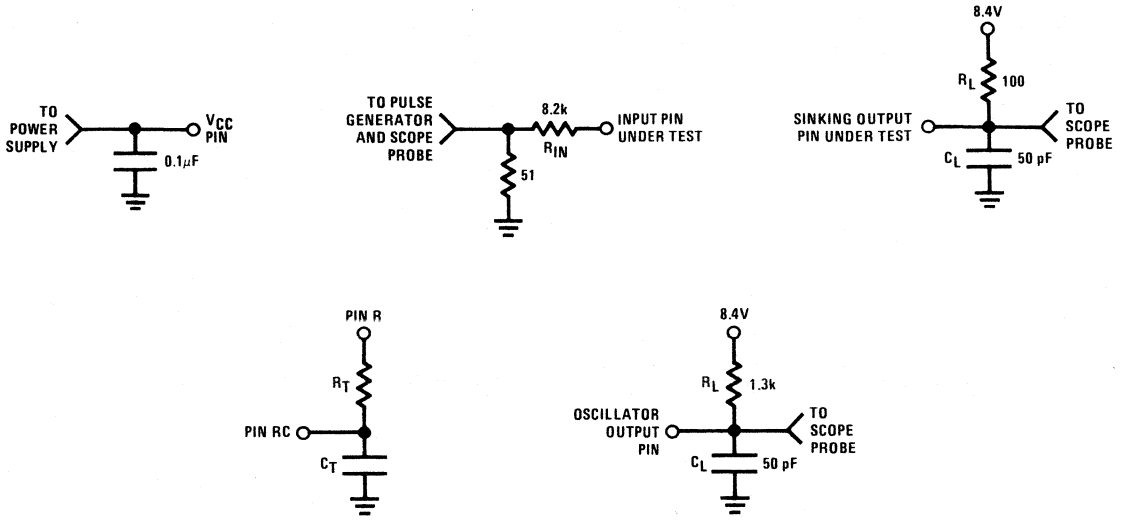 TO
POWER
SUPPLY
VCC
PIN
0.1µF
TO PULSE
GENERATOR
AND SCOPE
PROBE
8.2k
RIN
INPUT PIN
UNDER TEST
51
8.4V
RL 100
SINKING OUTPUT
PIN UNDER TEST
TO
SCOPE
PROBE
CL 50 pF
PIN R
RT
PIN RC
CT
8.4V
RL 1.3k
OSCILLATOR
OUTPUT
PIN
TO
SCOPE
PROBE
CL 50 pF